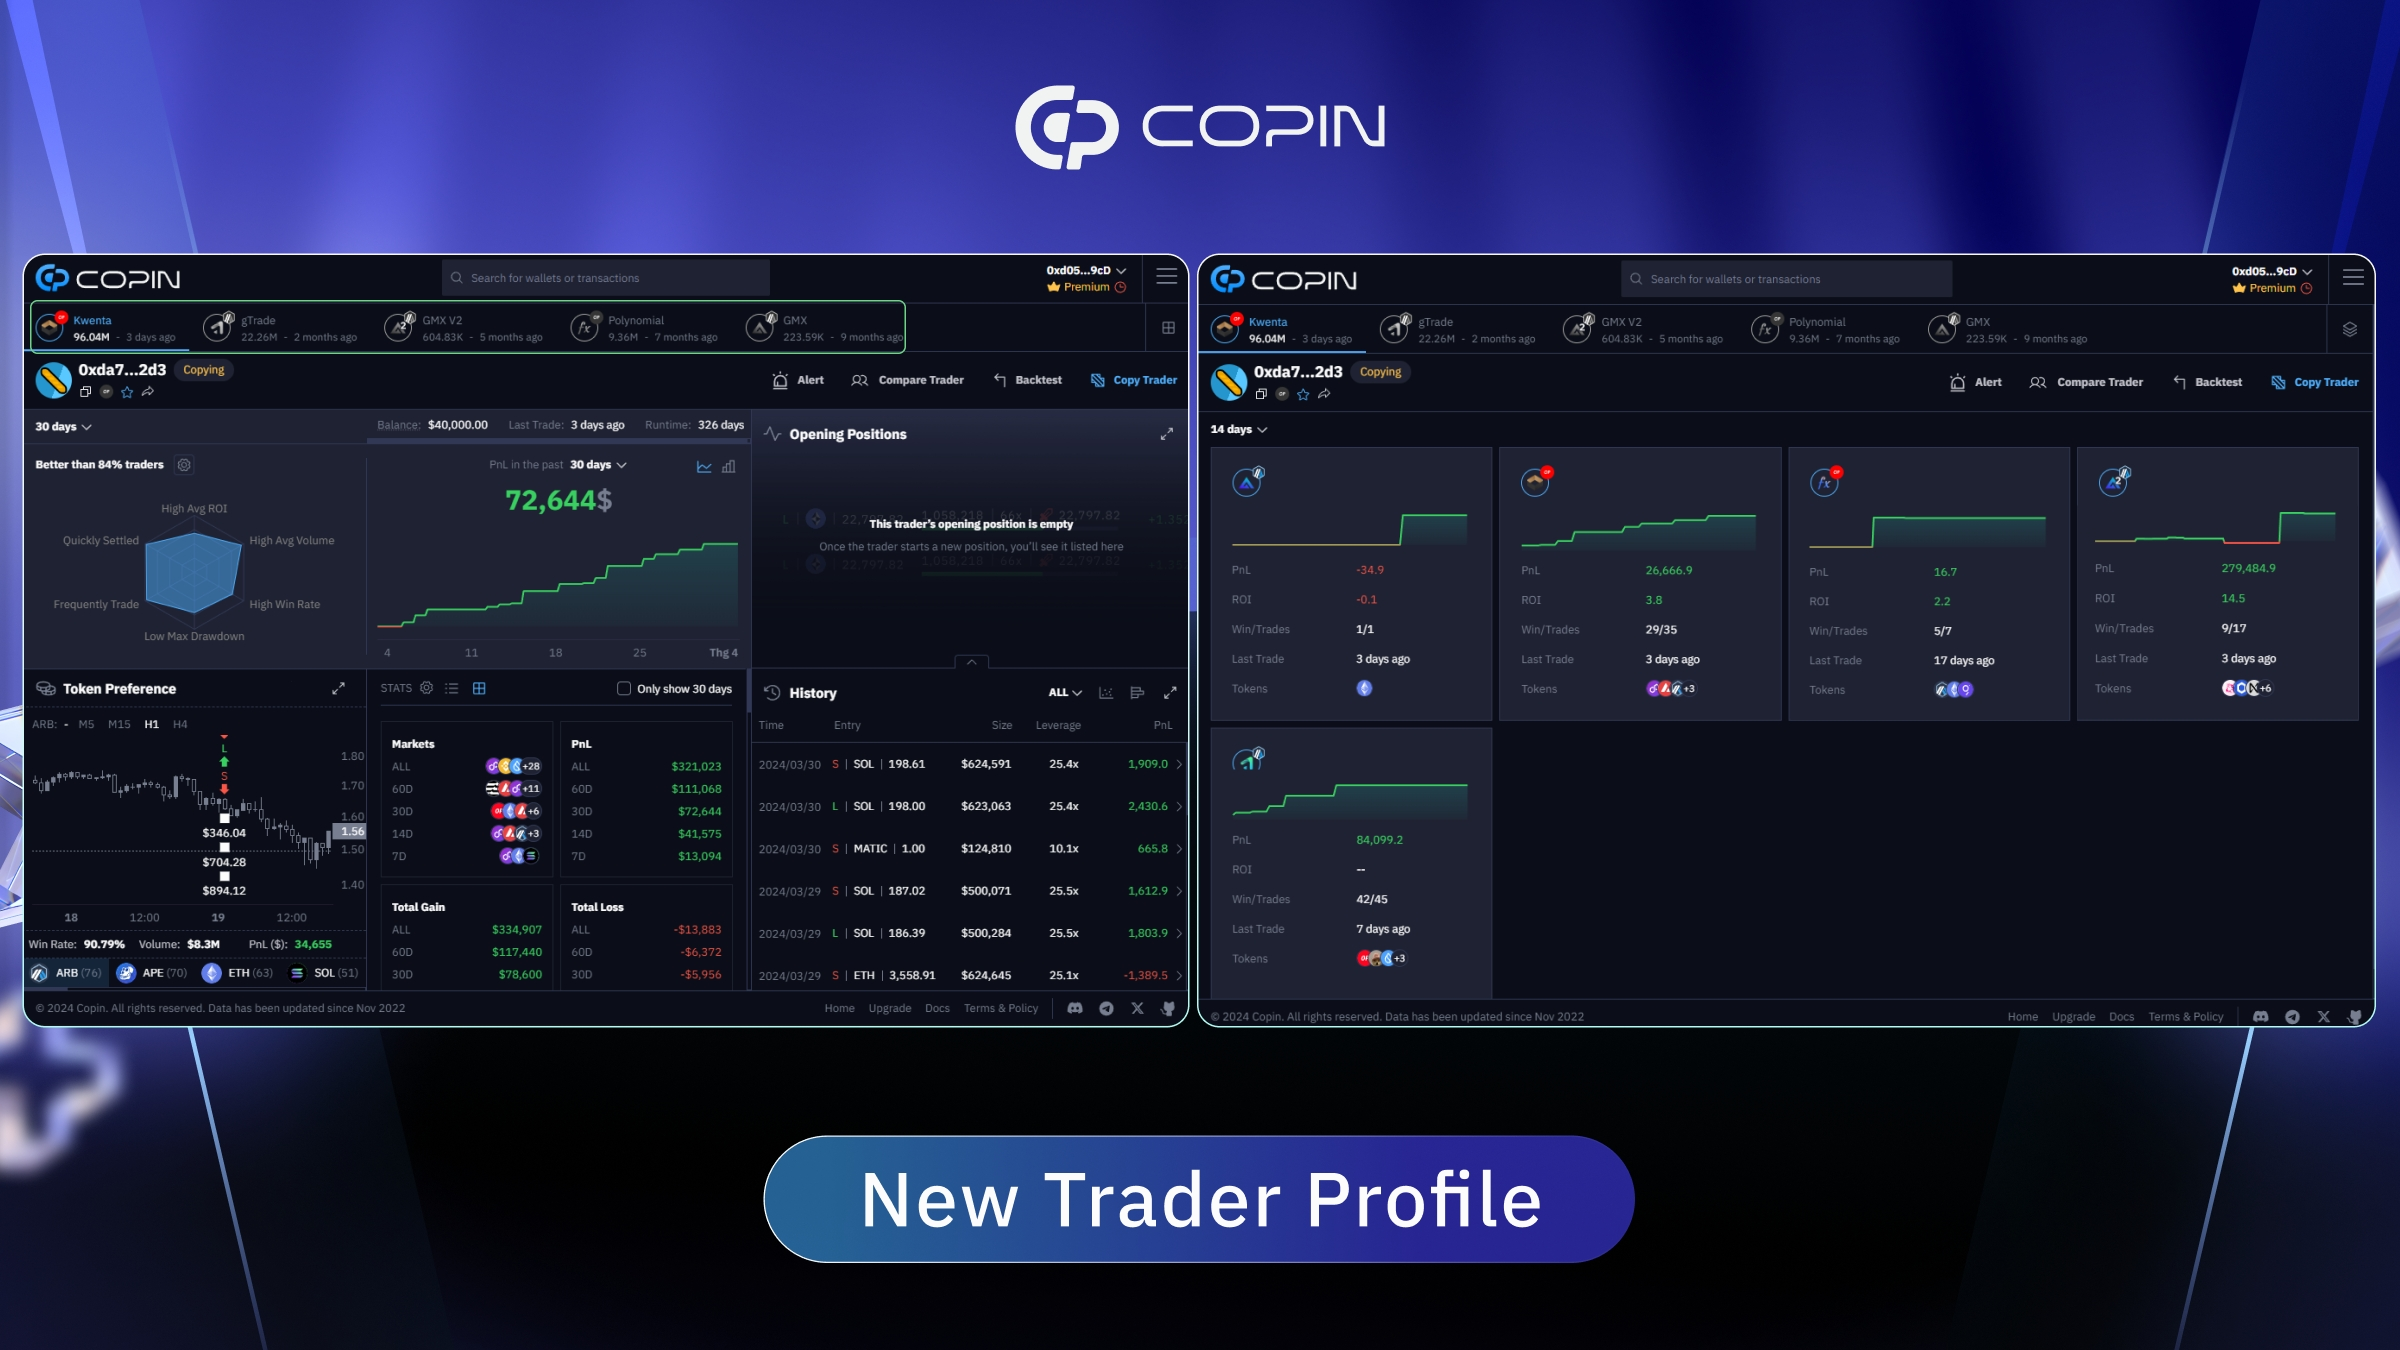 COPIN
COPIN
Search for wallets or transactions
0xd05...9cD
Premium
Kwenta
96.04M - 3 days ago
gTrade
22.26M - 2 months ago
GMX V2
604.83K - 5 months ago
Polynomial
9.36M - 7 months ago
GMX
223.59K - 9 months ago
0xda7...2d3
Copying
Alert
Compare Trader
Backtest
Copy Trader
30 days
Balance: $40,000.00 Last Trade: 3 days ago Runtime: 326 days
Better than 84% traders
High Avg ROI
Quickly Settled
High Avg Volume
Frequently Trade
High Win Rate
Low Max Drawdown
PnL in the past 30 days
72,644$
4 11 18 25 Thg 4
Opening Positions
This trader's opening position is empty
Once the trader starts a new position, you'll see it listed here
Token Preference
ARB: - M5 M15 H1 H4
L
S
1.80
1.70
1.60
1.56
1.50
1.40
$346.04
$704.28
$894.12
18 12:00 19 12:00
Win Rate: 90.79% Volume: $8.3M PnL ($): 34,655
ARB (76) APE (70) ETH (63) SOL (51)
STATS
Only show 30 days
Markets
ALL +28
60D +11
30D +6
14D +3
7D
PnL
ALL $321,023
60D $111,068
30D $72,644
14D $41,575
7D $13,094
Total Gain
ALL $334,907
60D $117,440
30D $78,600
Total Loss
ALL -$13,883
60D -$6,372
30D -$5,956
History
ALL
Time Entry Size Leverage PnL
2024/03/30 S | SOL | 198.61 $624,591 25.4x 1,909.0
2024/03/30 L | SOL | 198.00 $623,063 25.4x 2,430.6
2024/03/30 S | MATIC | 1.00 $124,810 10.1x 665.8
2024/03/29 S | SOL | 187.02 $500,071 25.5x 1,612.9
2024/03/29 L | SOL | 186.39 $500,284 25.5x 1,803.9
2024/03/29 S | ETH | 3,558.91 $624,645 25.1x -1,389.5
© 2024 Copin. All rights reserved. Data has been updated since Nov 2022
Home Upgrade Docs Terms & Policy
COPIN
Search for wallets or transactions
0xd05...9cD
Premium
Kwenta
96.04M - 3 days ago
gTrade
22.26M - 2 months ago
GMX V2
604.83K - 5 months ago
Polynomial
9.36M - 7 months ago
GMX
223.59K - 9 months ago
0xda7...2d3
Copying
Alert
Compare Trader
Backtest
Copy Trader
14 days
PnL -34.9
ROI -0.1
Win/Trades 1/1
Last Trade 3 days ago
Tokens
PnL 26,666.9
ROI 3.8
Win/Trades 29/35
Last Trade 3 days ago
Tokens +3
PnL 16.7
ROI 2.2
Win/Trades 5/7
Last Trade 17 days ago
Tokens
PnL 279,484.9
ROI 14.5
Win/Trades 9/17
Last Trade 3 days ago
Tokens +6
PnL 84,099.2
ROI --
Win/Trades 42/45
Last Trade 7 days ago
Tokens +3
© 2024 Copin. All rights reserved. Data has been updated since Nov 2022
Home Upgrade Docs Terms & Policy
New Trader Profile